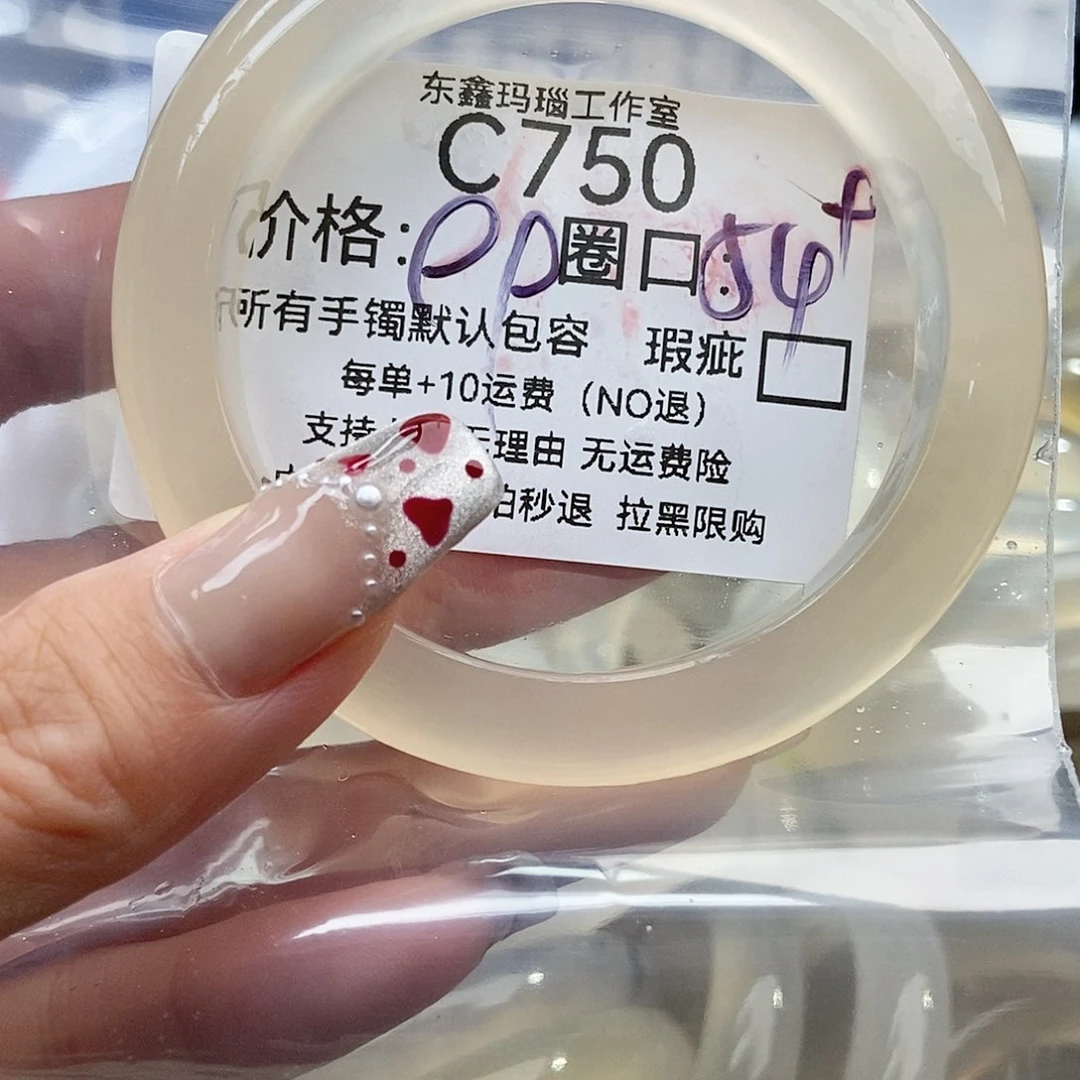 东鑫玛瑙工作室
C750
价格: 圈口: 54+
所有手镯默认包容 瑕疵
每单+10运费（NO退）
支持 理由 无运费险
拍秒退 拉黑限购